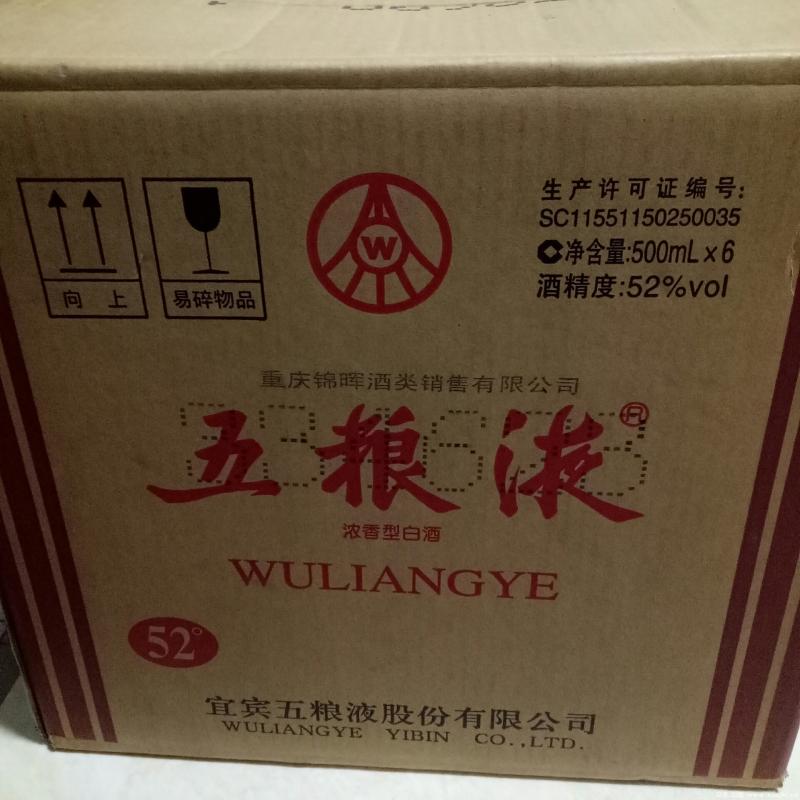 生产许可证编号:
SC11551150250035
净含量:500mL×6
酒精度:52%vol
向上
易碎物品
W
重庆锦晖酒类销售有限公司
五粮液®
浓香型白酒
WULIANGYE
52°
宜宾五粮液股份有限公司
WULIANGYE YIBIN CO.,LTD.